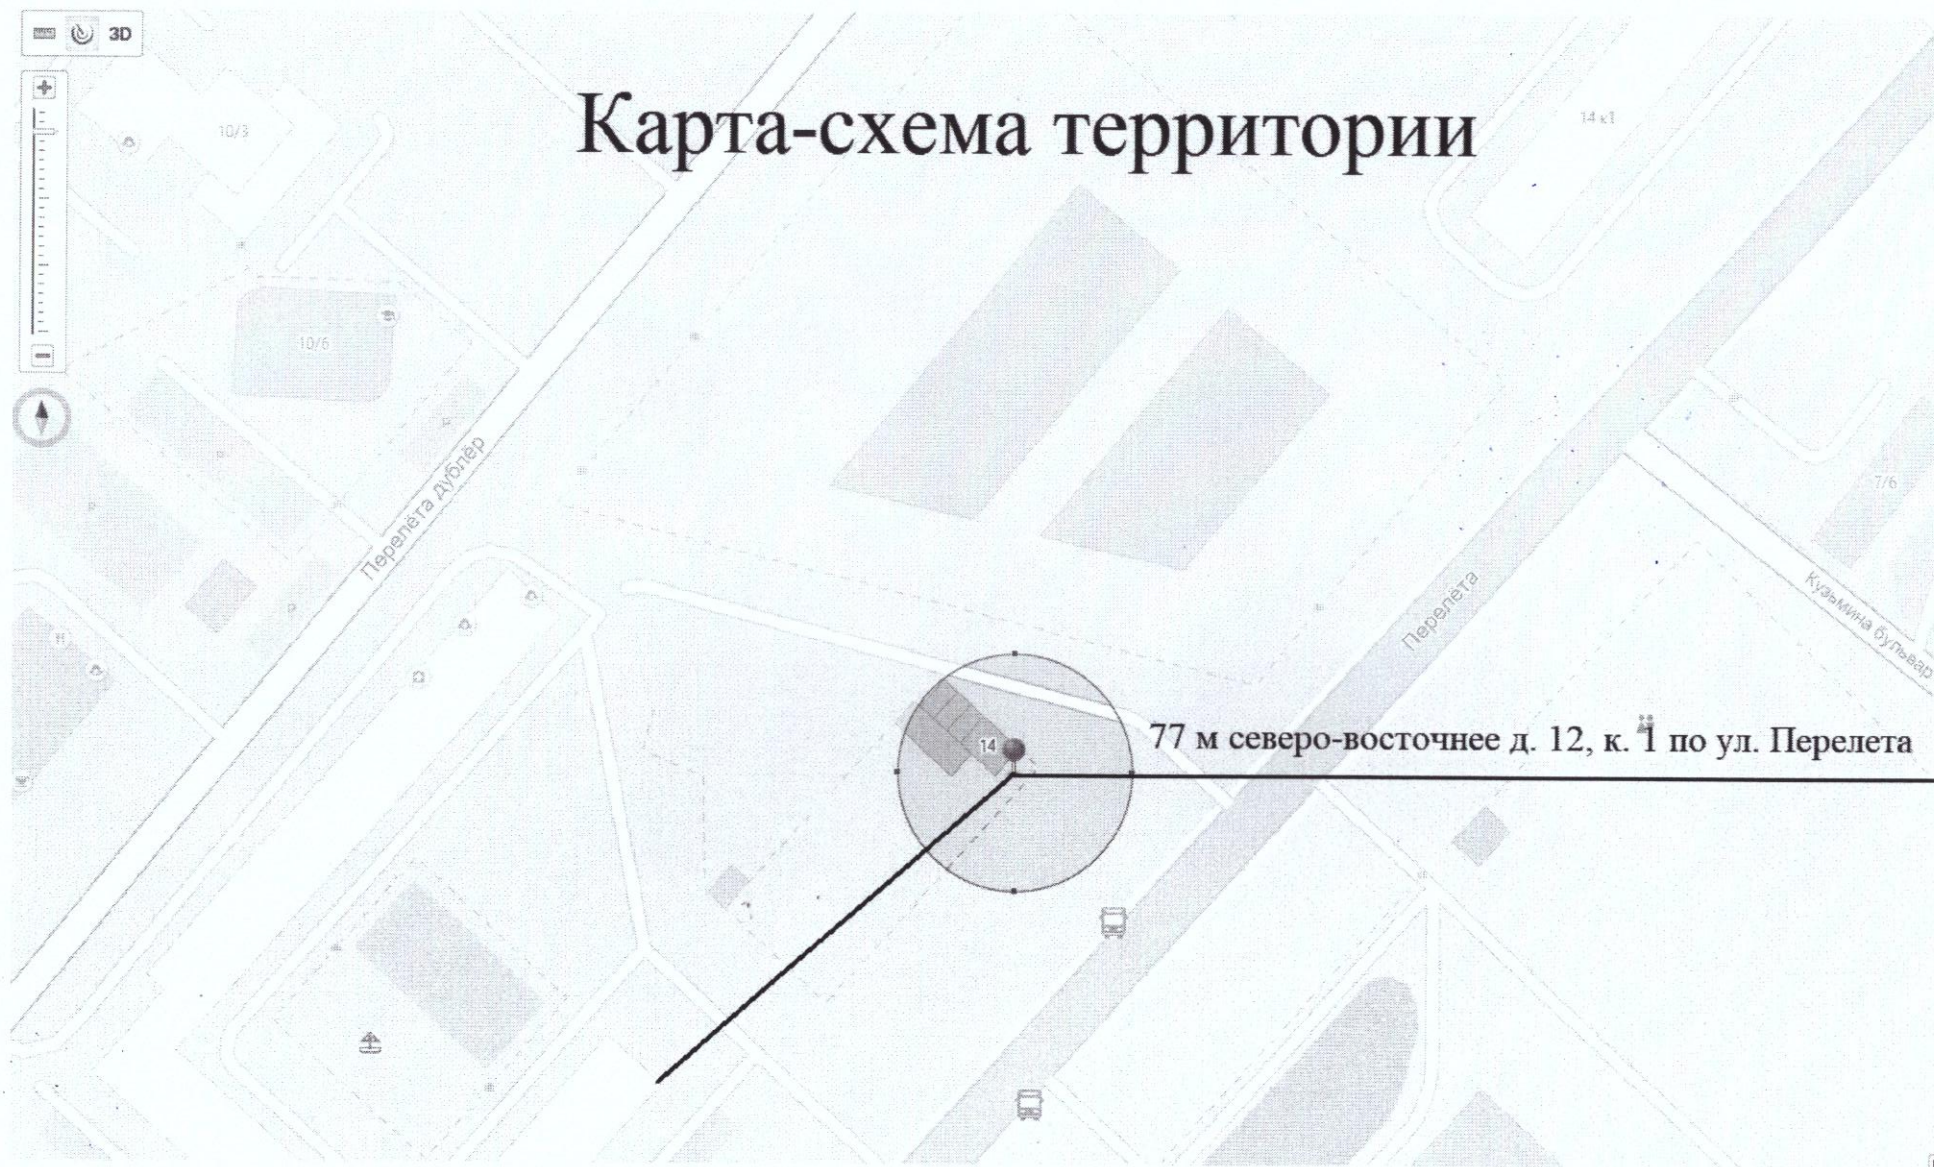 3D
Карта-схема территории
10/3
14 к1
10/6
Перелёта дублёр
7/6
Перелёта
Кузьмина бульвар
14
77 м северо-восточнее д. 12, к. 1 по ул. Перелета